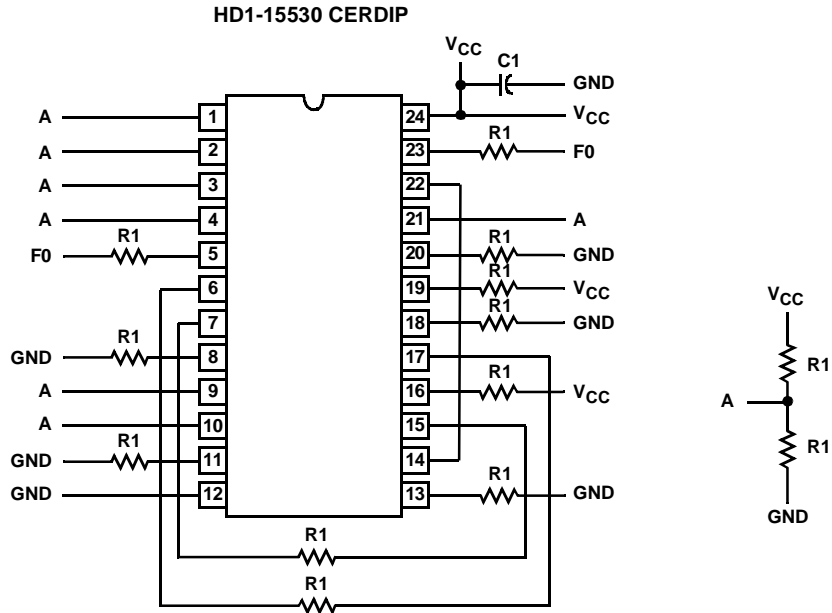 HD1-15530 CERDIP
VCC
C1
GND
A 1 24 VCC
R1
A 2 23 F0
A 3 22
A 4 21 A
R1 R1
F0 5 20 GND
R1
6 19 VCC
R1
7 18 GND
R1
GND 8 17
R1
A 9 16 VCC
A 10 15
R1
GND 11 14
R1
GND 12 13 GND
R1
R1
VCC
R1
A
R1
GND